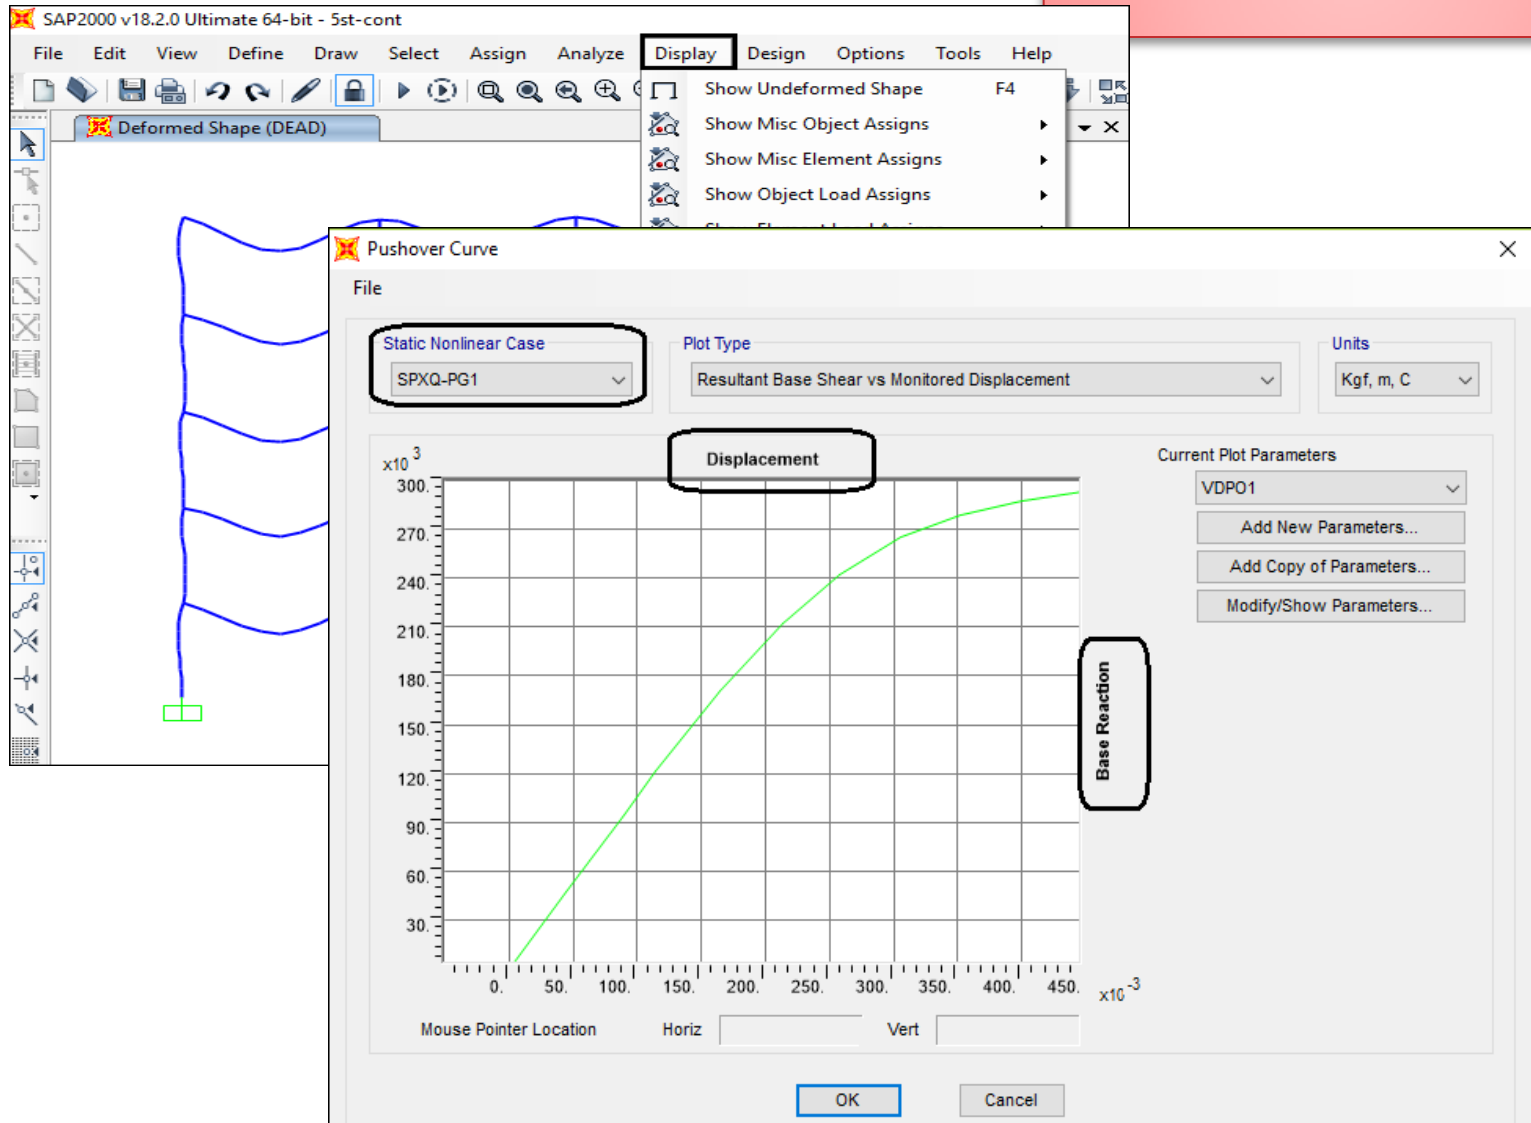 SAP2000 v18.2.0 Ultimate 64-bit - 5st-cont
File Edit View Define Draw Select Assign Analyze Display Design Options Tools Help
Show Undeformed Shape F4
Deformed Shape (DEAD)
Show Misc Object Assigns
Show Misc Element Assigns
Show Object Load Assigns
Pushover Curve
File
Static Nonlinear Case
SPXQ-PG1
Plot Type
Resultant Base Shear vs Monitored Displacement
Units
Kgf, m, C
Displacement
x10 3
300.
270.
240.
210.
180.
150.
120.
90.
60.
30.
0. 50. 100. 150. 200. 250. 300. 350. 400. 450.
x10 -3
Base Reaction
Current Plot Parameters
VDPO1
Add New Parameters...
Add Copy of Parameters...
Modify/Show Parameters...
Mouse Pointer Location Horiz Vert
OK Cancel